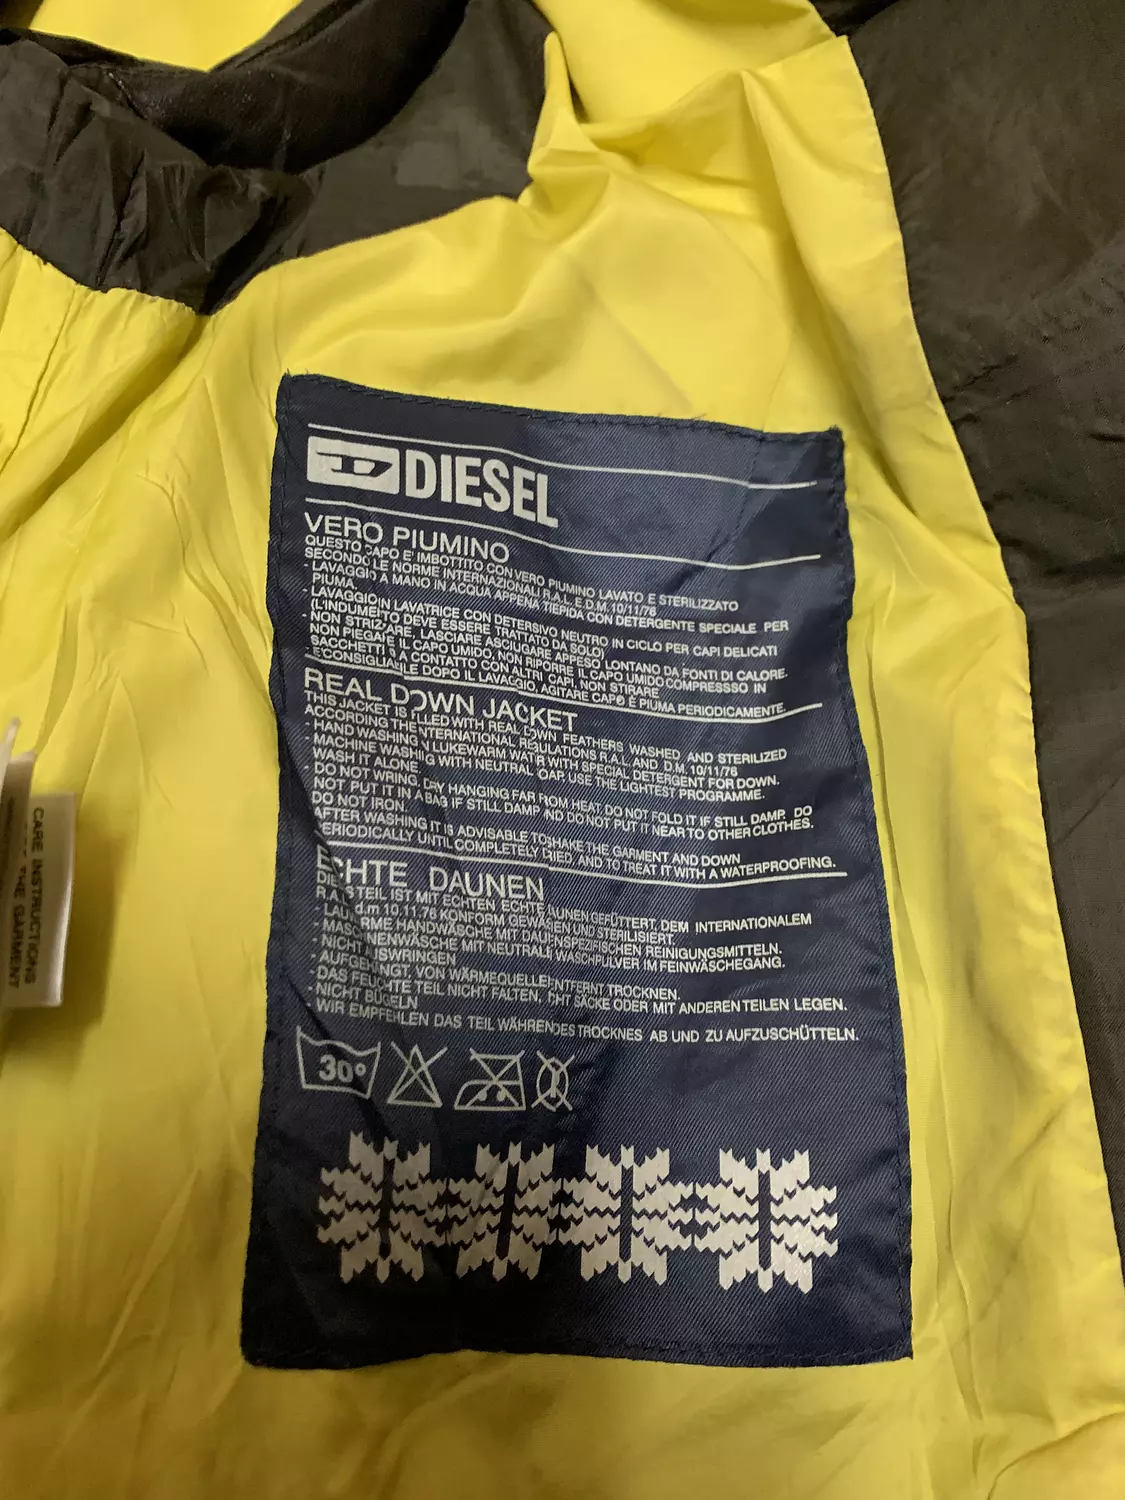 DIESEL
VERO PIUMINO
QUESTO CAPO E' IMBOTTITO CON VERO PIUMINO LAVATO E STERILIZZATO
SECONDO LE NORME INTERNAZIONALI R.A.L. E D.M. 10/11/76
- LAVAGGIO A MANO IN ACQUA APPENA TIEPIDA CON DETERGENTE SPECIALE PER
PIUMA
- LAVAGGIO IN LAVATRICE CON DETERSIVO NEUTRO IN CICLO PER CAPI DELICATI
(L'INDUMETO DEVE ESSERE TRATTATO DA SOLO)
- NON STRIZZARE, LASCIARE ASCIUGARE APPESO LONTANO DA FONTI DI CALORE.
NON PIEGARE IL CAPO UMIDO, NON RIPORRE IL CAPO UMIDO COMPRESSSO IN
SACCHETTI O A CONTATTO CON ALTRI CAPI, NON STIRARE
E'CONSIGLIABILE DOPO IL LAVAGGIO, AGITARE CAPO E PIUMA PERIODICAMENTE.
REAL DOWN JACKET
THIS JACKET IS FILLED WITH REAL DOWN FEATHERS WASHED AND STERILIZED
ACCORDING THE INTERNATIONAL REGULATIONS R.A.L. AND D.M. 10/11/76
- HAND WASHING IN LUKEWARM WATER WITH SPECIAL DETERGENT FOR DOWN.
- MACHINE WASHING WITH NEUTRAL SOAP. USE THE LIGHTEST PROGRAMME.
WASH IT ALONE
- DO NOT WRING, DRY HANGING FAR FROM HEAT. DO NOT FOLD IT IF STILL DAMP. DO
NOT PUT IT IN A BAG IF STILL DAMP AND DO NOT PUT IT NEAR TO OTHER CLOTHES.
DO NOT IRON.
AFTER WASHING IT IS ADVISABLE TO SHAKE THE GARMENT AND DOWN
PERIODICALLY UNTIL COMPLETELY DRIED AND TO TREAT IT WITH A WATERPROOFING.
ECHTE DAUNEN
DIESES TEIL IST MIT ECHTEN ECHTE DAUNEN GEFÜTTERT, DEM INTERNATIONALEM
d.m 10.11.76 KONFORM GEWASCHEN UND STERILISIERT.
- WARME HANDWÄSCHE MIT DAUNENSPEZIFISCHEN REINIGUNGSMITTELN.
- MASCHINENWÄSCHE MIT NEUTRALEM WASCHPULVER IM FEINWÄSCHEGANG.
- NICHT AUSWRINGEN
- AUFGEHÄNGT, VON WÄRMEQUELLE ENTFERNT TROCKNEN.
- DAS FEUCHTE TEIL NICHT FALTEN, SÄCKE ODER MIT ANDEREN TEILEN LEGEN.
- NICHT BÜGELN
- WIR EMPFEHLEN DAS TEIL WÄHREND ES TROCKNES AB UND ZU AUFZUSCHÜTTELN.
30°
CARE INSTRUCTIONS
THE GARMENT